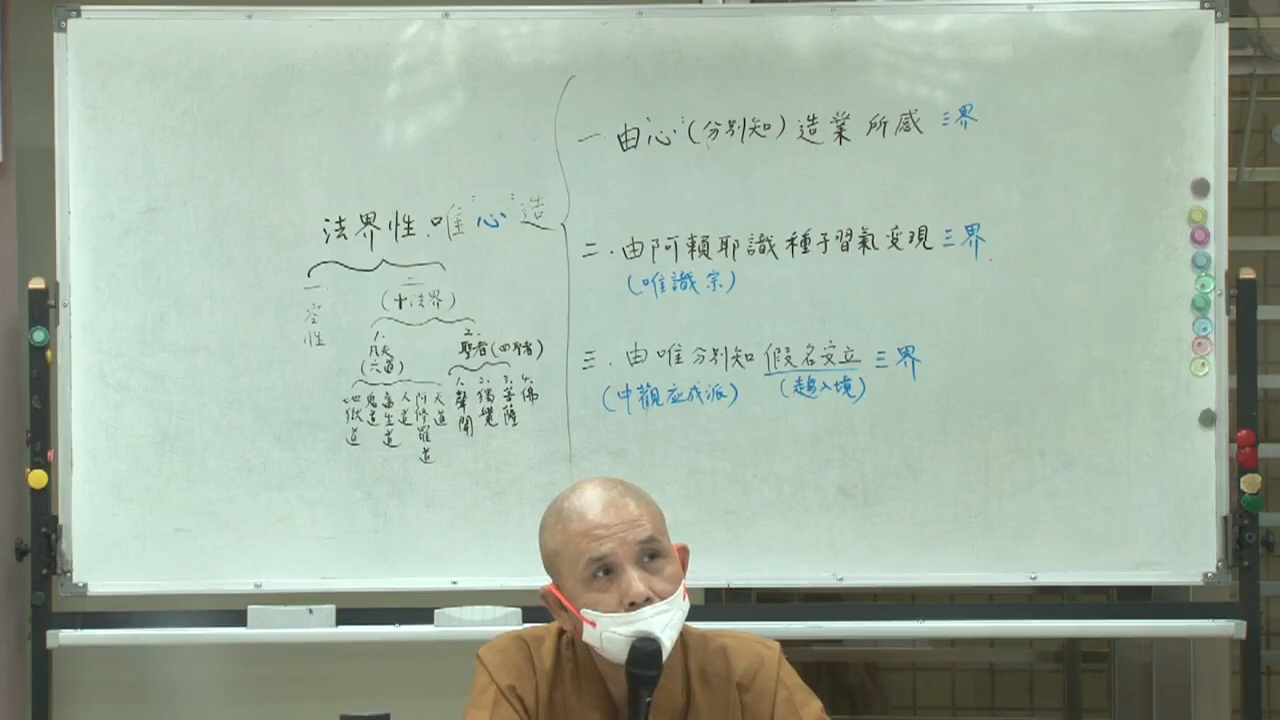 法界性.唯"心"造
一
空性
二
(十法界)
1.
凡夫
(六道)
地獄道
鬼道
畜生道
人道
阿修羅道
天道
2.
聖者(四聖者)
1.聲聞
2.獨覺
3.菩薩
4.佛
一 由"心"(分別知)造業所感 三界
二.由阿賴耶識種子習氣变現三界.
(唯識宗)
三.由唯分別知假名安立三界
(中觀应成派) (趨入境)